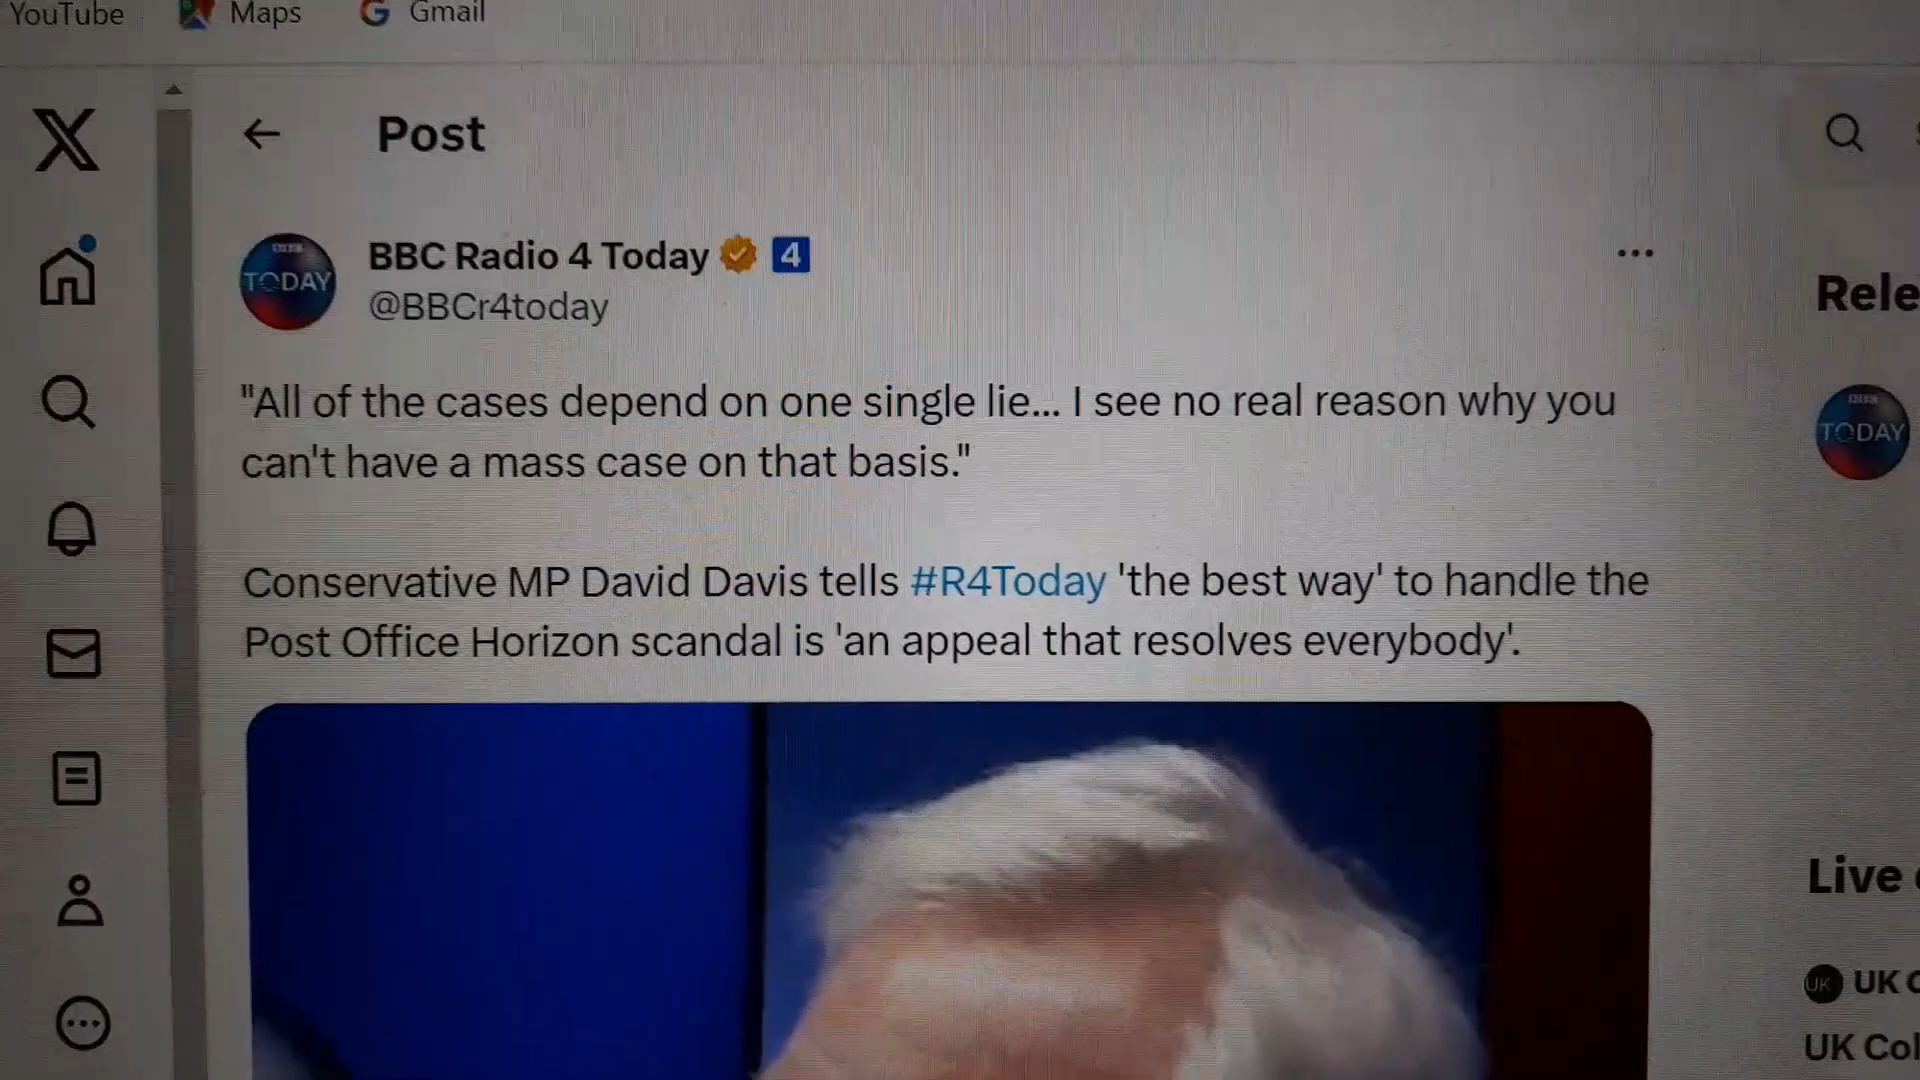 YouTube Maps Gmail
Post
BBC Radio 4 Today 4
@BBCr4today
TODAY
"All of the cases depend on one single lie... I see no real reason why you
can't have a mass case on that basis."
Conservative MP David Davis tells #R4Today 'the best way' to handle the
Post Office Horizon scandal is 'an appeal that resolves everybody'.
Rele
BBC
TODAY
Live
UK
UK
UK Col